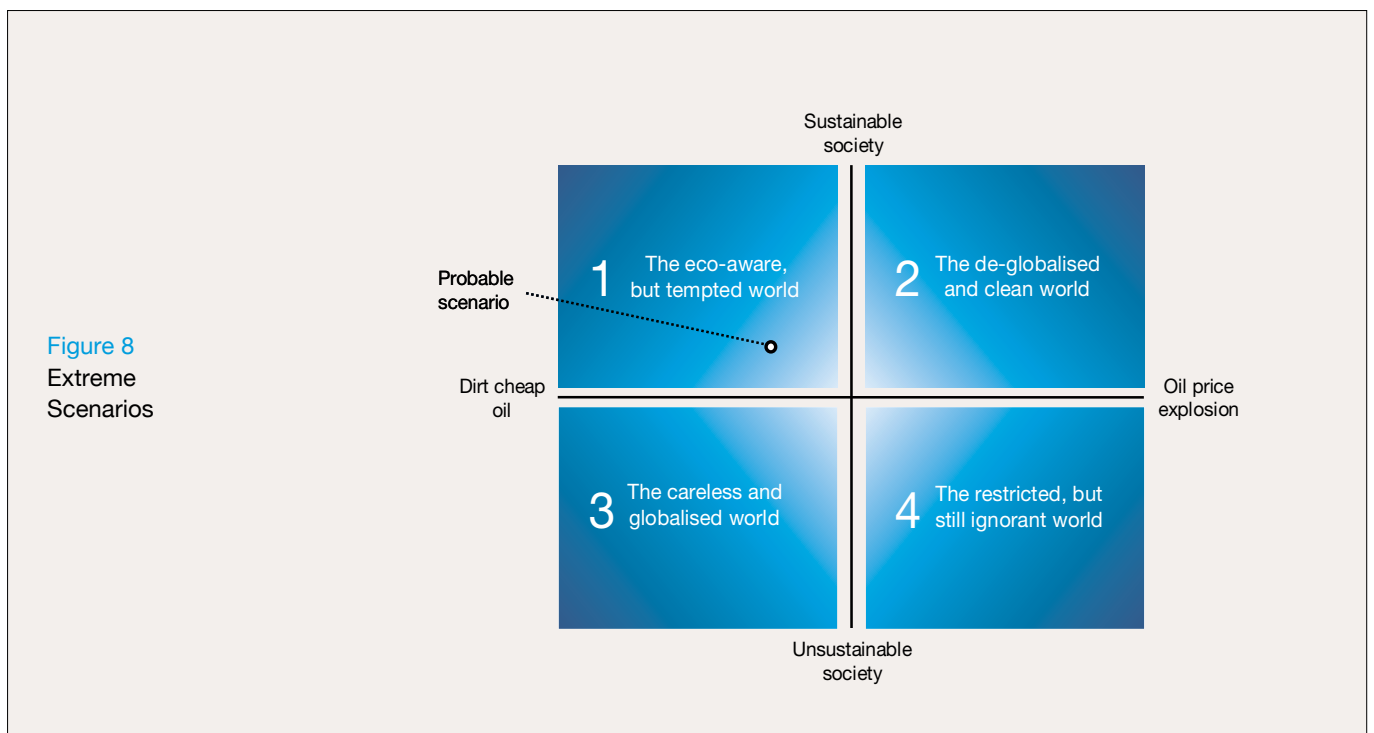 Figure 8
Extreme
Scenarios
Sustainable
society
Probable
scenario
1
The eco-aware,
but tempted world
2
The de-globalised
and clean world
Dirt cheap
oil
Oil price
explosion
3
The careless and
globalised world
4
The restricted, but
still ignorant world
Unsustainable
society